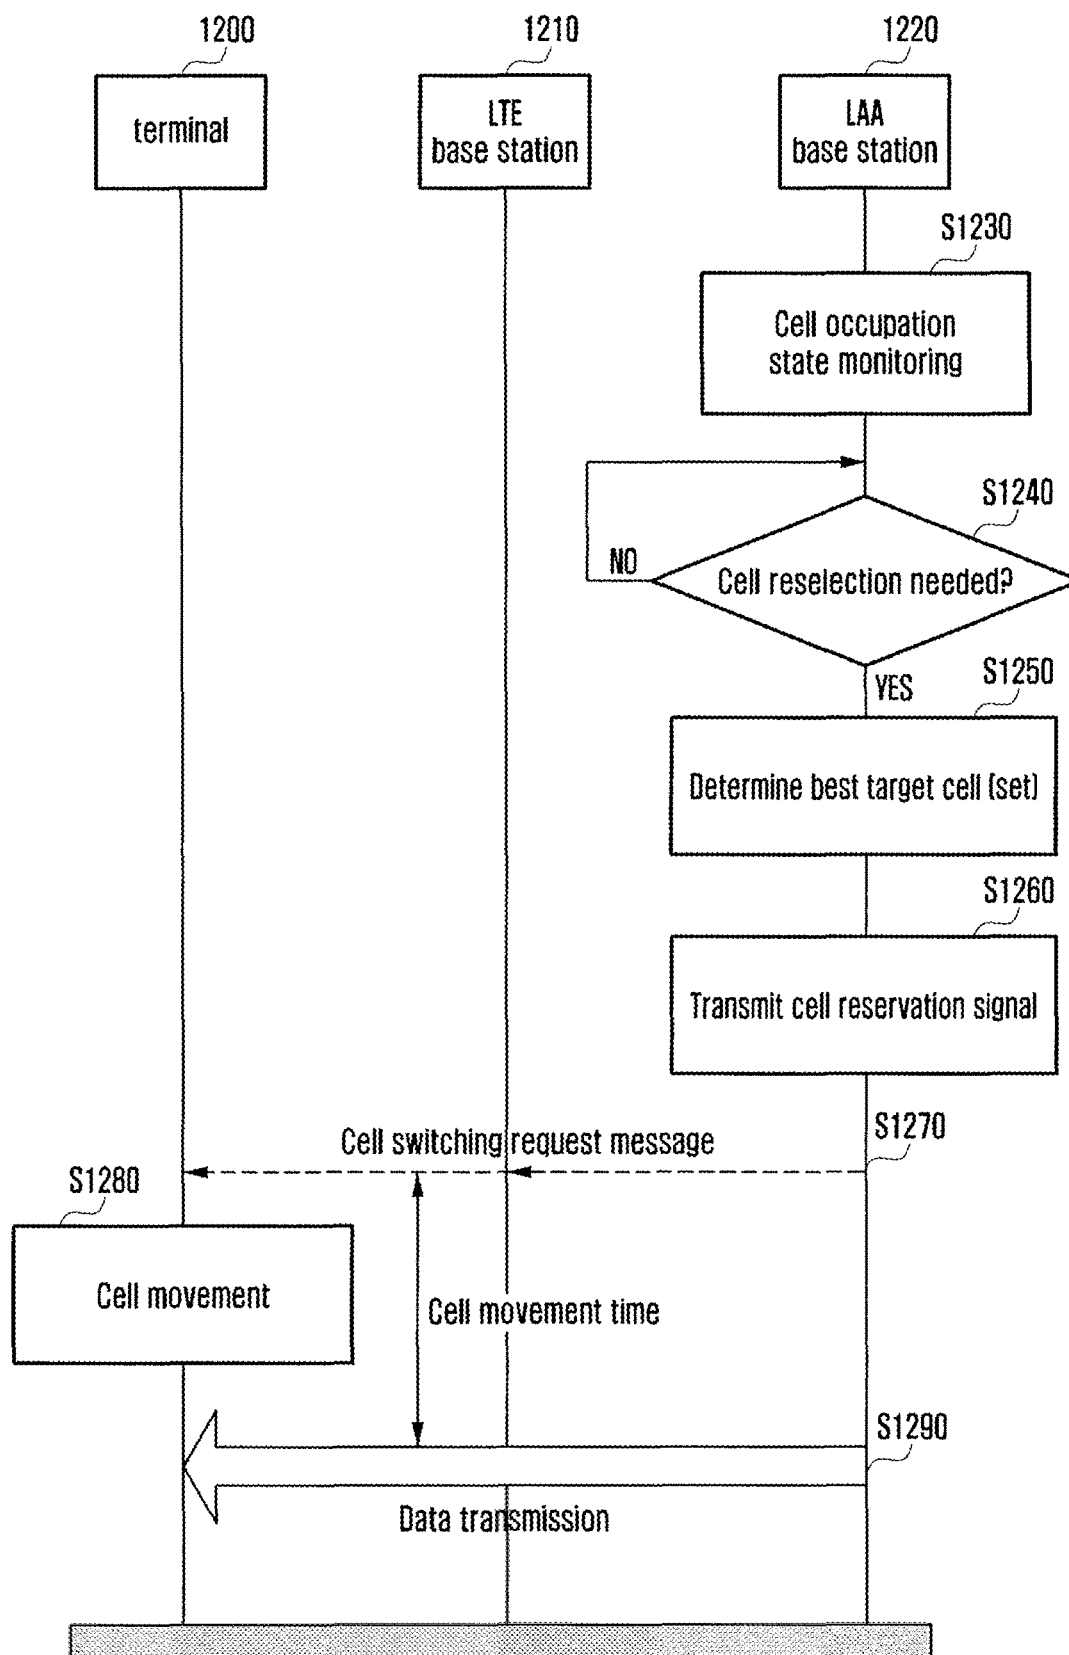 1200
1210
1220
terminal
LTE
base station
LAA
base station
S1230
Cell occupation
state monitoring
S1240
NO
Cell reselection needed?
YES
S1250
Determine best target cell (set)
S1260
Transmit cell reservation signal
S1270
Cell switching request message
S1280
Cell movement
Cell movement time
S1290
Data transmission